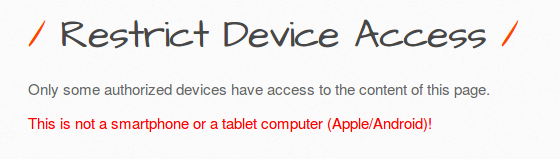 / Restrict Device Access /
Only some authorized devices have access to the content of this page.
This is not a smartphone or a tablet computer (Apple/Android)!